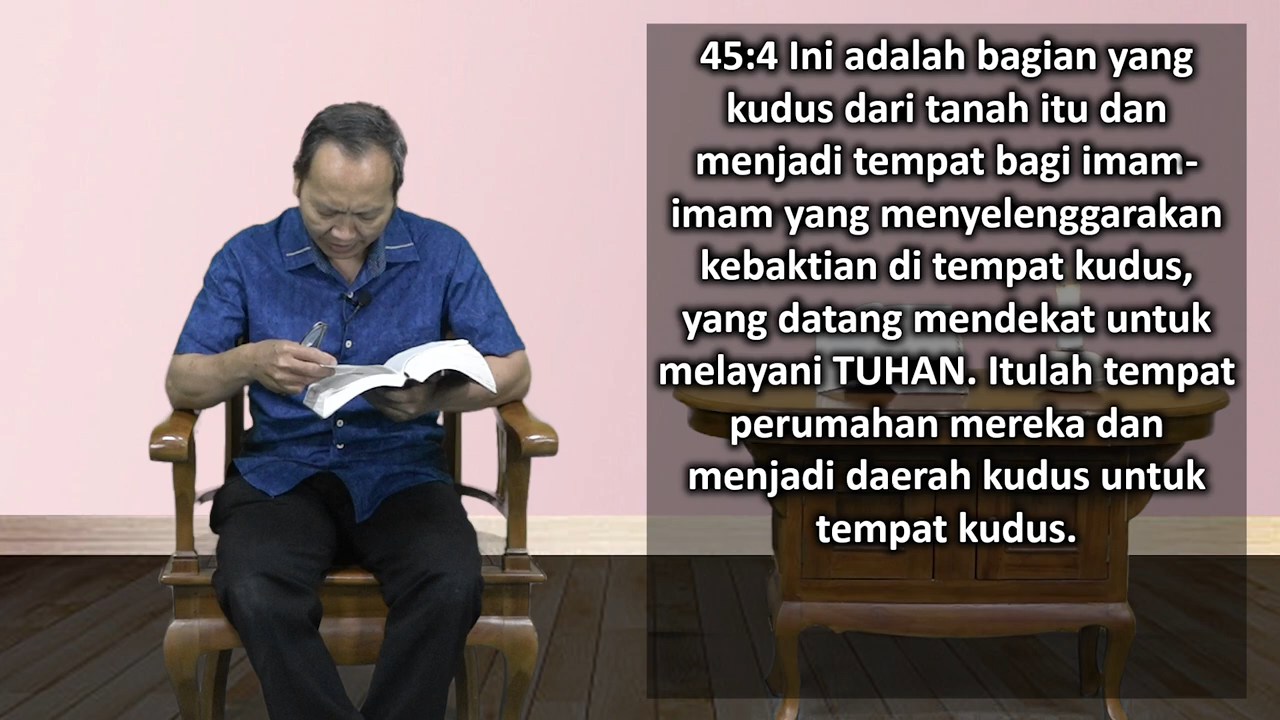 45:4 Ini adalah bagian yang
kudus dari tanah itu dan
menjadi tempat bagi imam-
imam yang menyelenggarakan
kebaktian di tempat kudus,
yang datang mendekat untuk
melayani TUHAN. Itulah tempat
perumahan mereka dan
menjadi daerah kudus untuk
tempat kudus.